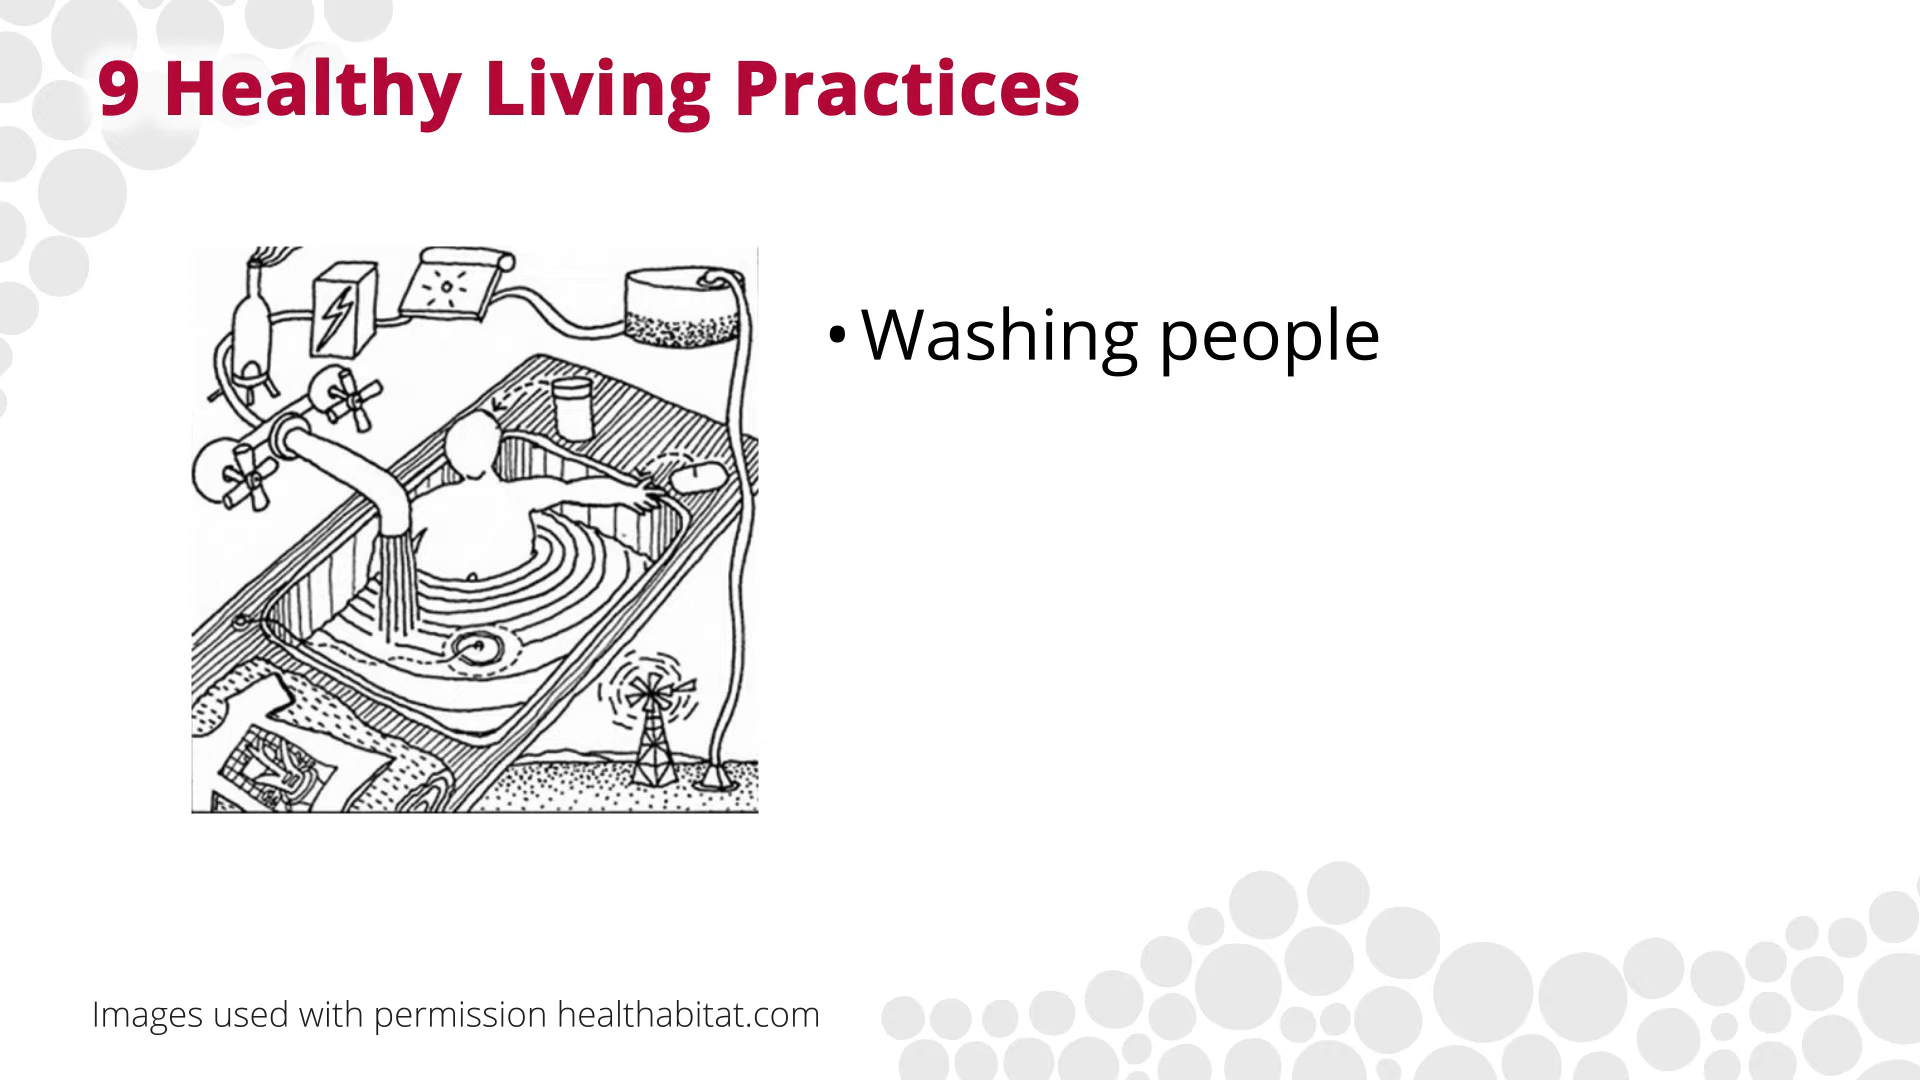 9 Healthy Living Practices
• Washing people
Images used with permission healthabitat.com